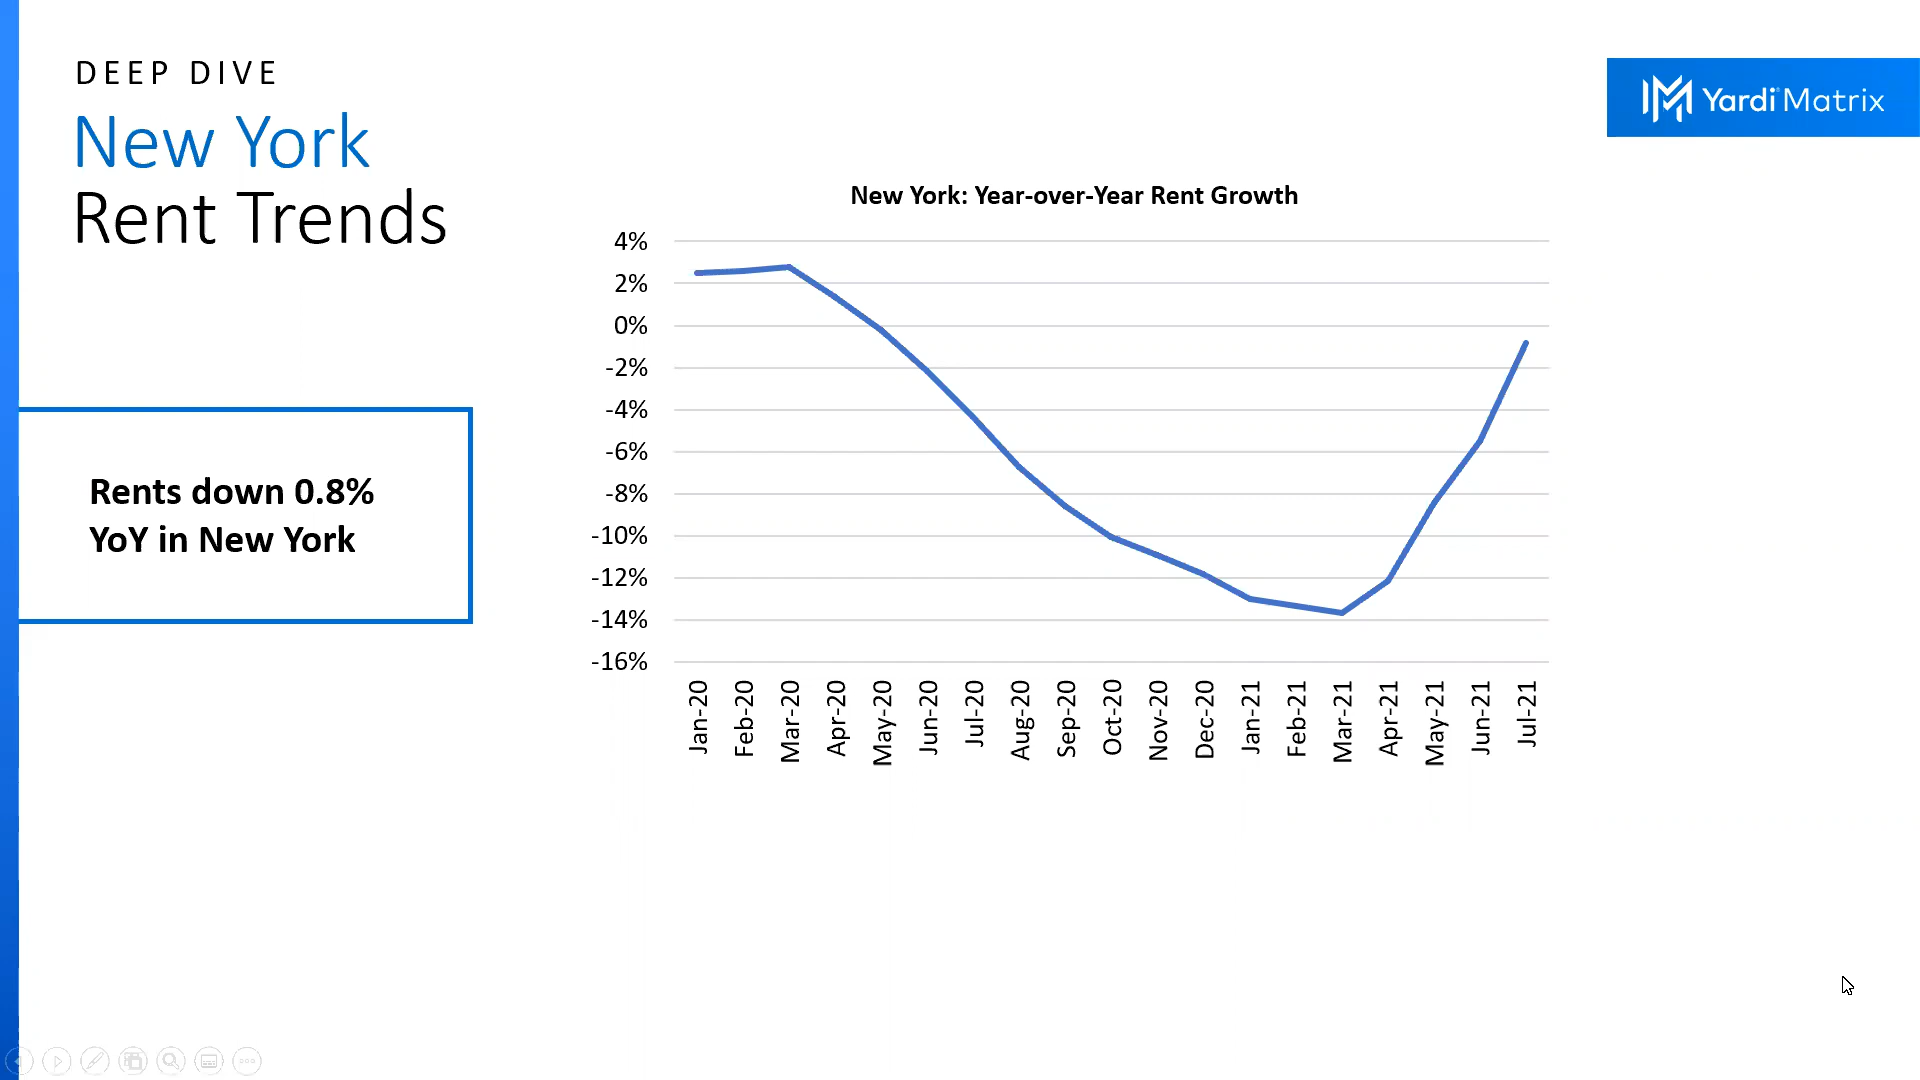 DEEP DIVE
New York
Rent Trends
Yardi Matrix
Rents down 0.8%
YoY in New York
New York: Year-over-Year Rent Growth
4%
2%
0%
-2%
-4%
-6%
-8%
-10%
-12%
-14%
-16%
Jan-20
Feb-20
Mar-20
Apr-20
May-20
Jun-20
Jul-20
Aug-20
Sep-20
Oct-20
Nov-20
Dec-20
Jan-21
Feb-21
Mar-21
Apr-21
May-21
Jun-21
Jul-21